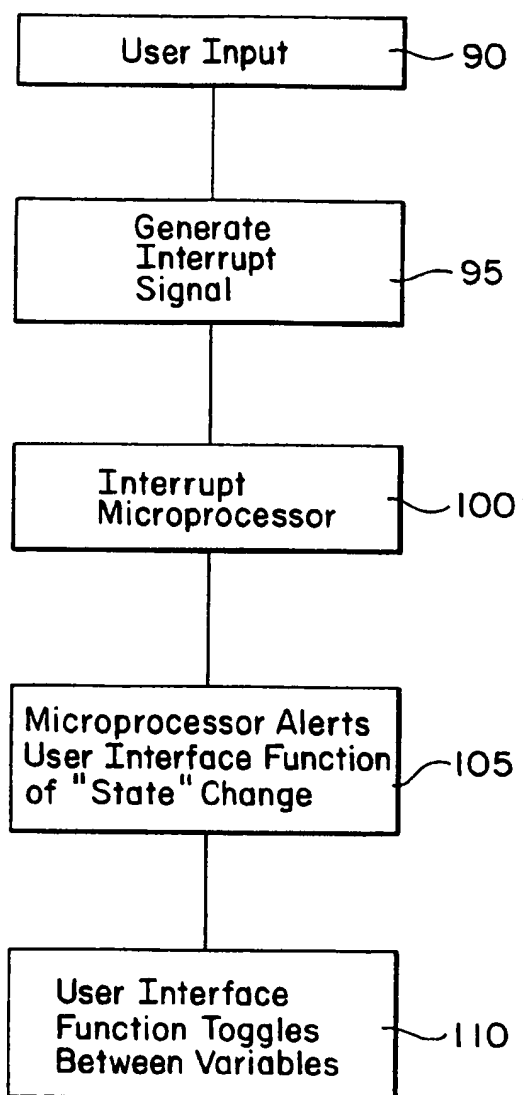 User Input
90
Generate
Interrupt
Signal
95
Interrupt
Microprocessor
100
Microprocessor Alerts
User Interface Function
of "State" Change
105
User Interface
Function Toggles
Between Variables
110